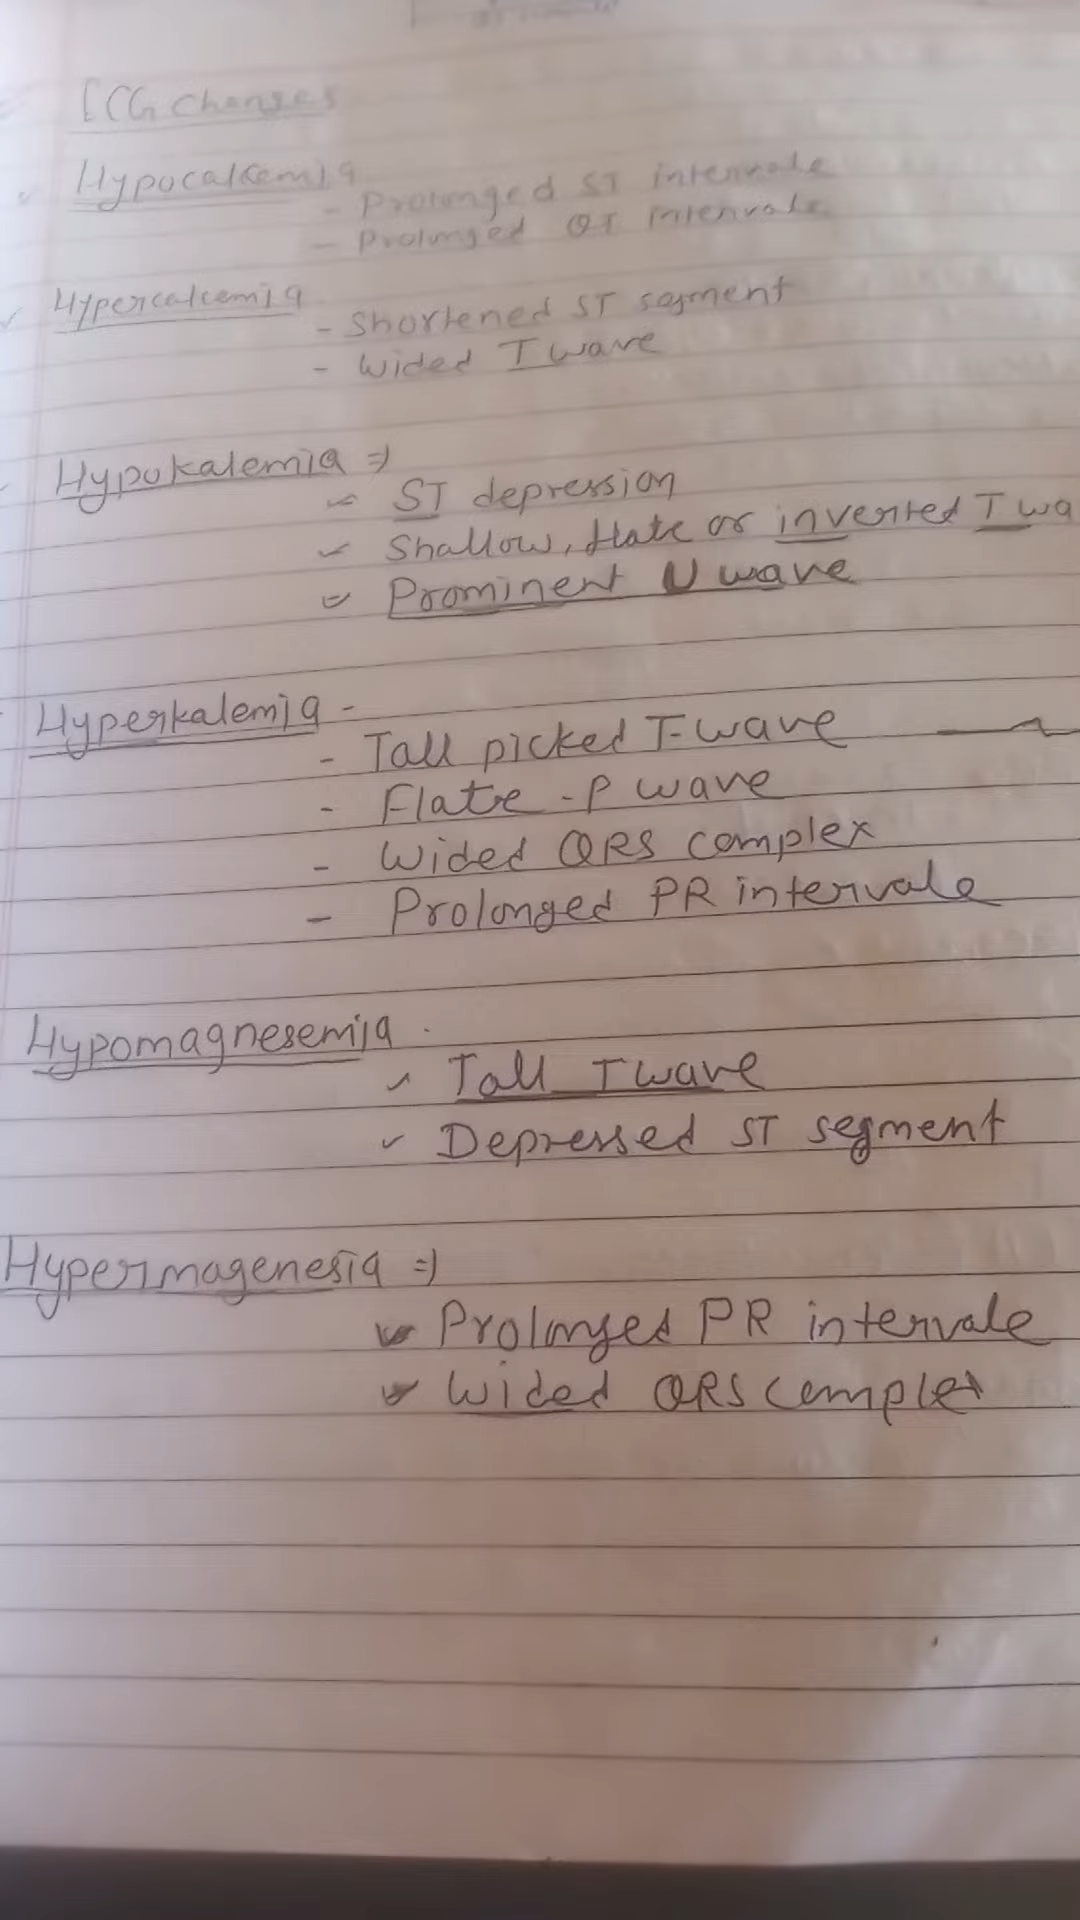 ECG changes
Hypocalcemia
- Prolonged ST intervale
- Prolonged QT intervale
Hypercalcemia
- Shortened ST segment
- Wided T wave
Hypokalemia =)
ST depression
Shallow, flate or inverted T wa
Prominent U wave
Hyperkalemia -
- Tall picked T-wave
- Flate - P wave
- Wided QRS complex
- Prolonged PR intervale
Hypomagnesemia
Tall T wave
Depressed ST segment
Hypermagenesia =)
Prolonged PR intervale
Wided QRS complex